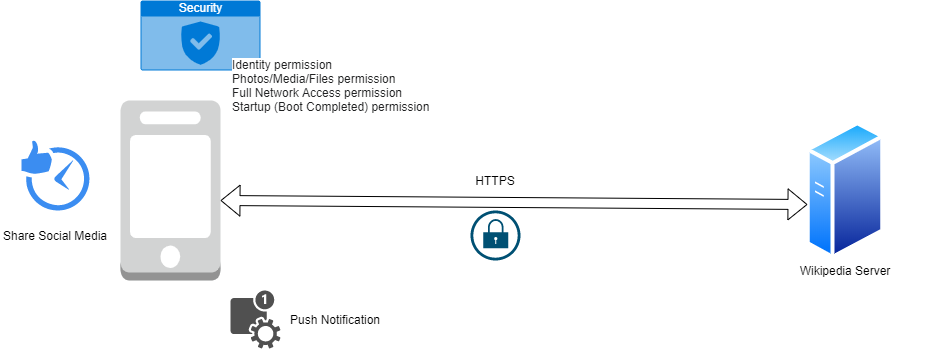 Security
Identity permission
Photos/Media/Files permission
Full Network Access permission
Startup (Boot Completed) permission
HTTPS
Share Social Media
Wikipedia Server
1
Push Notification